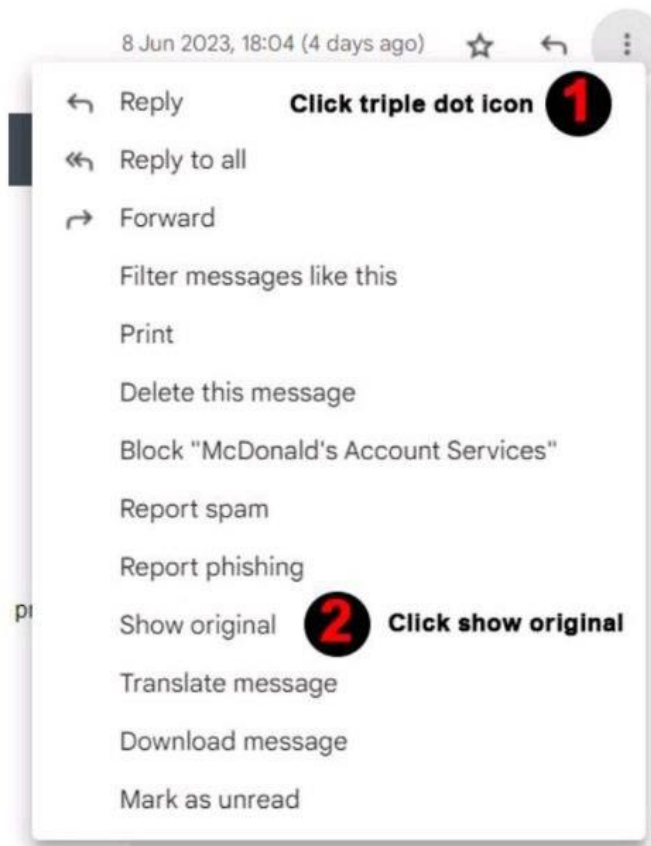 8 Jun 2023, 18:04 (4 days ago)
Reply Click triple dot icon 1
Reply to all
Forward
Filter messages like this
Print
Delete this message
Block "McDonald's Account Services"
Report spam
Report phishing
pr
Show original 2 Click show original
Translate message
Download message
Mark as unread